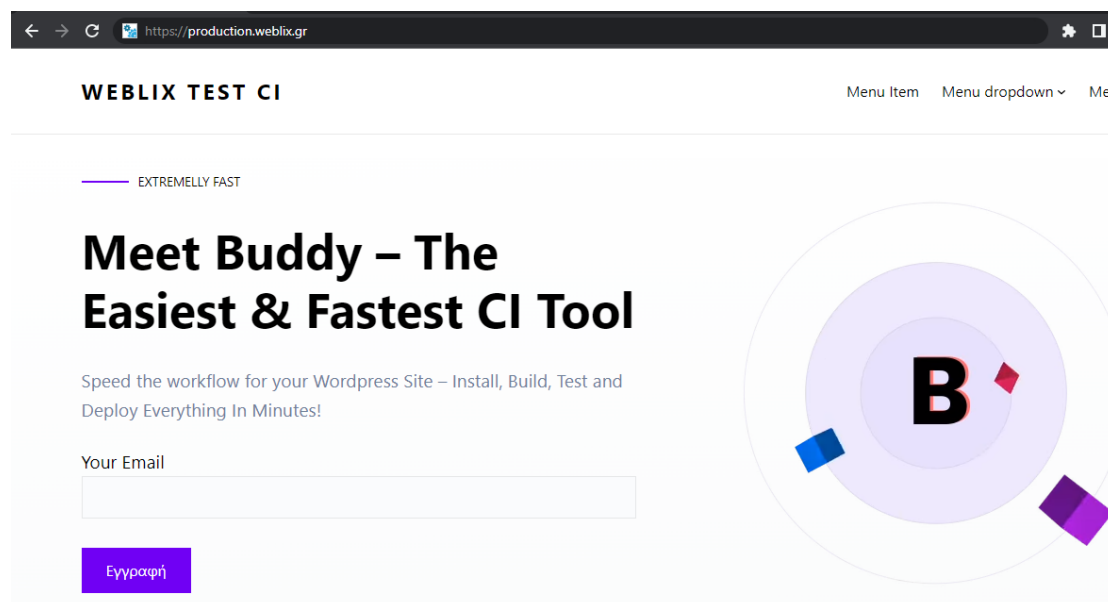 https://production.weblix.gr
WEBLIX TEST CI
Menu Item Menu dropdown Me
EXTREMELLY FAST
Meet Buddy – The
Easiest & Fastest CI Tool
Speed the workflow for your Wordpress Site – Install, Build, Test and
Deploy Everything In Minutes!
Your Email
Εγγραφή
B